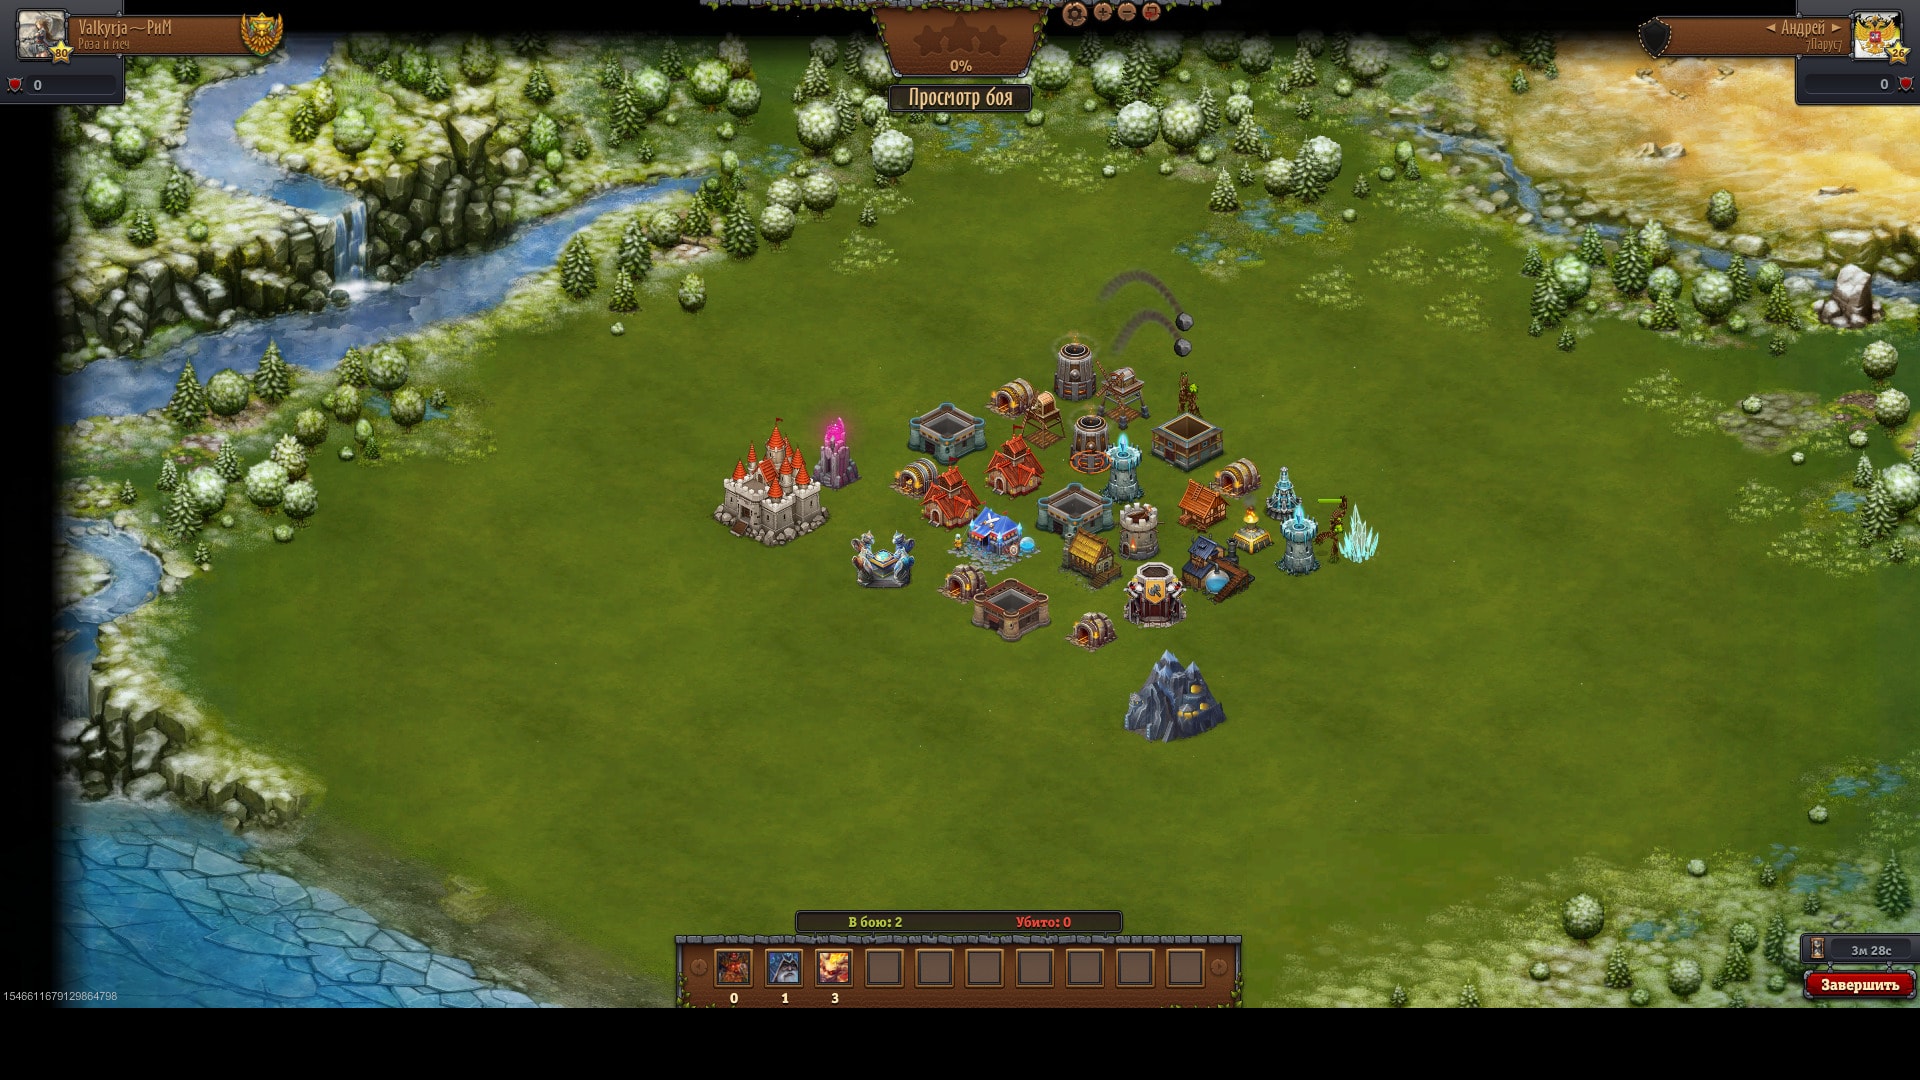 Valkyrja~РиМ
Роза и меч
80
0
0%
Просмотр боя
◄ Андрей ►
7Парус7
26
0
В бою: 2
Убито: 0
0
1
3
3м 28с
Завершить
1546611679129864798